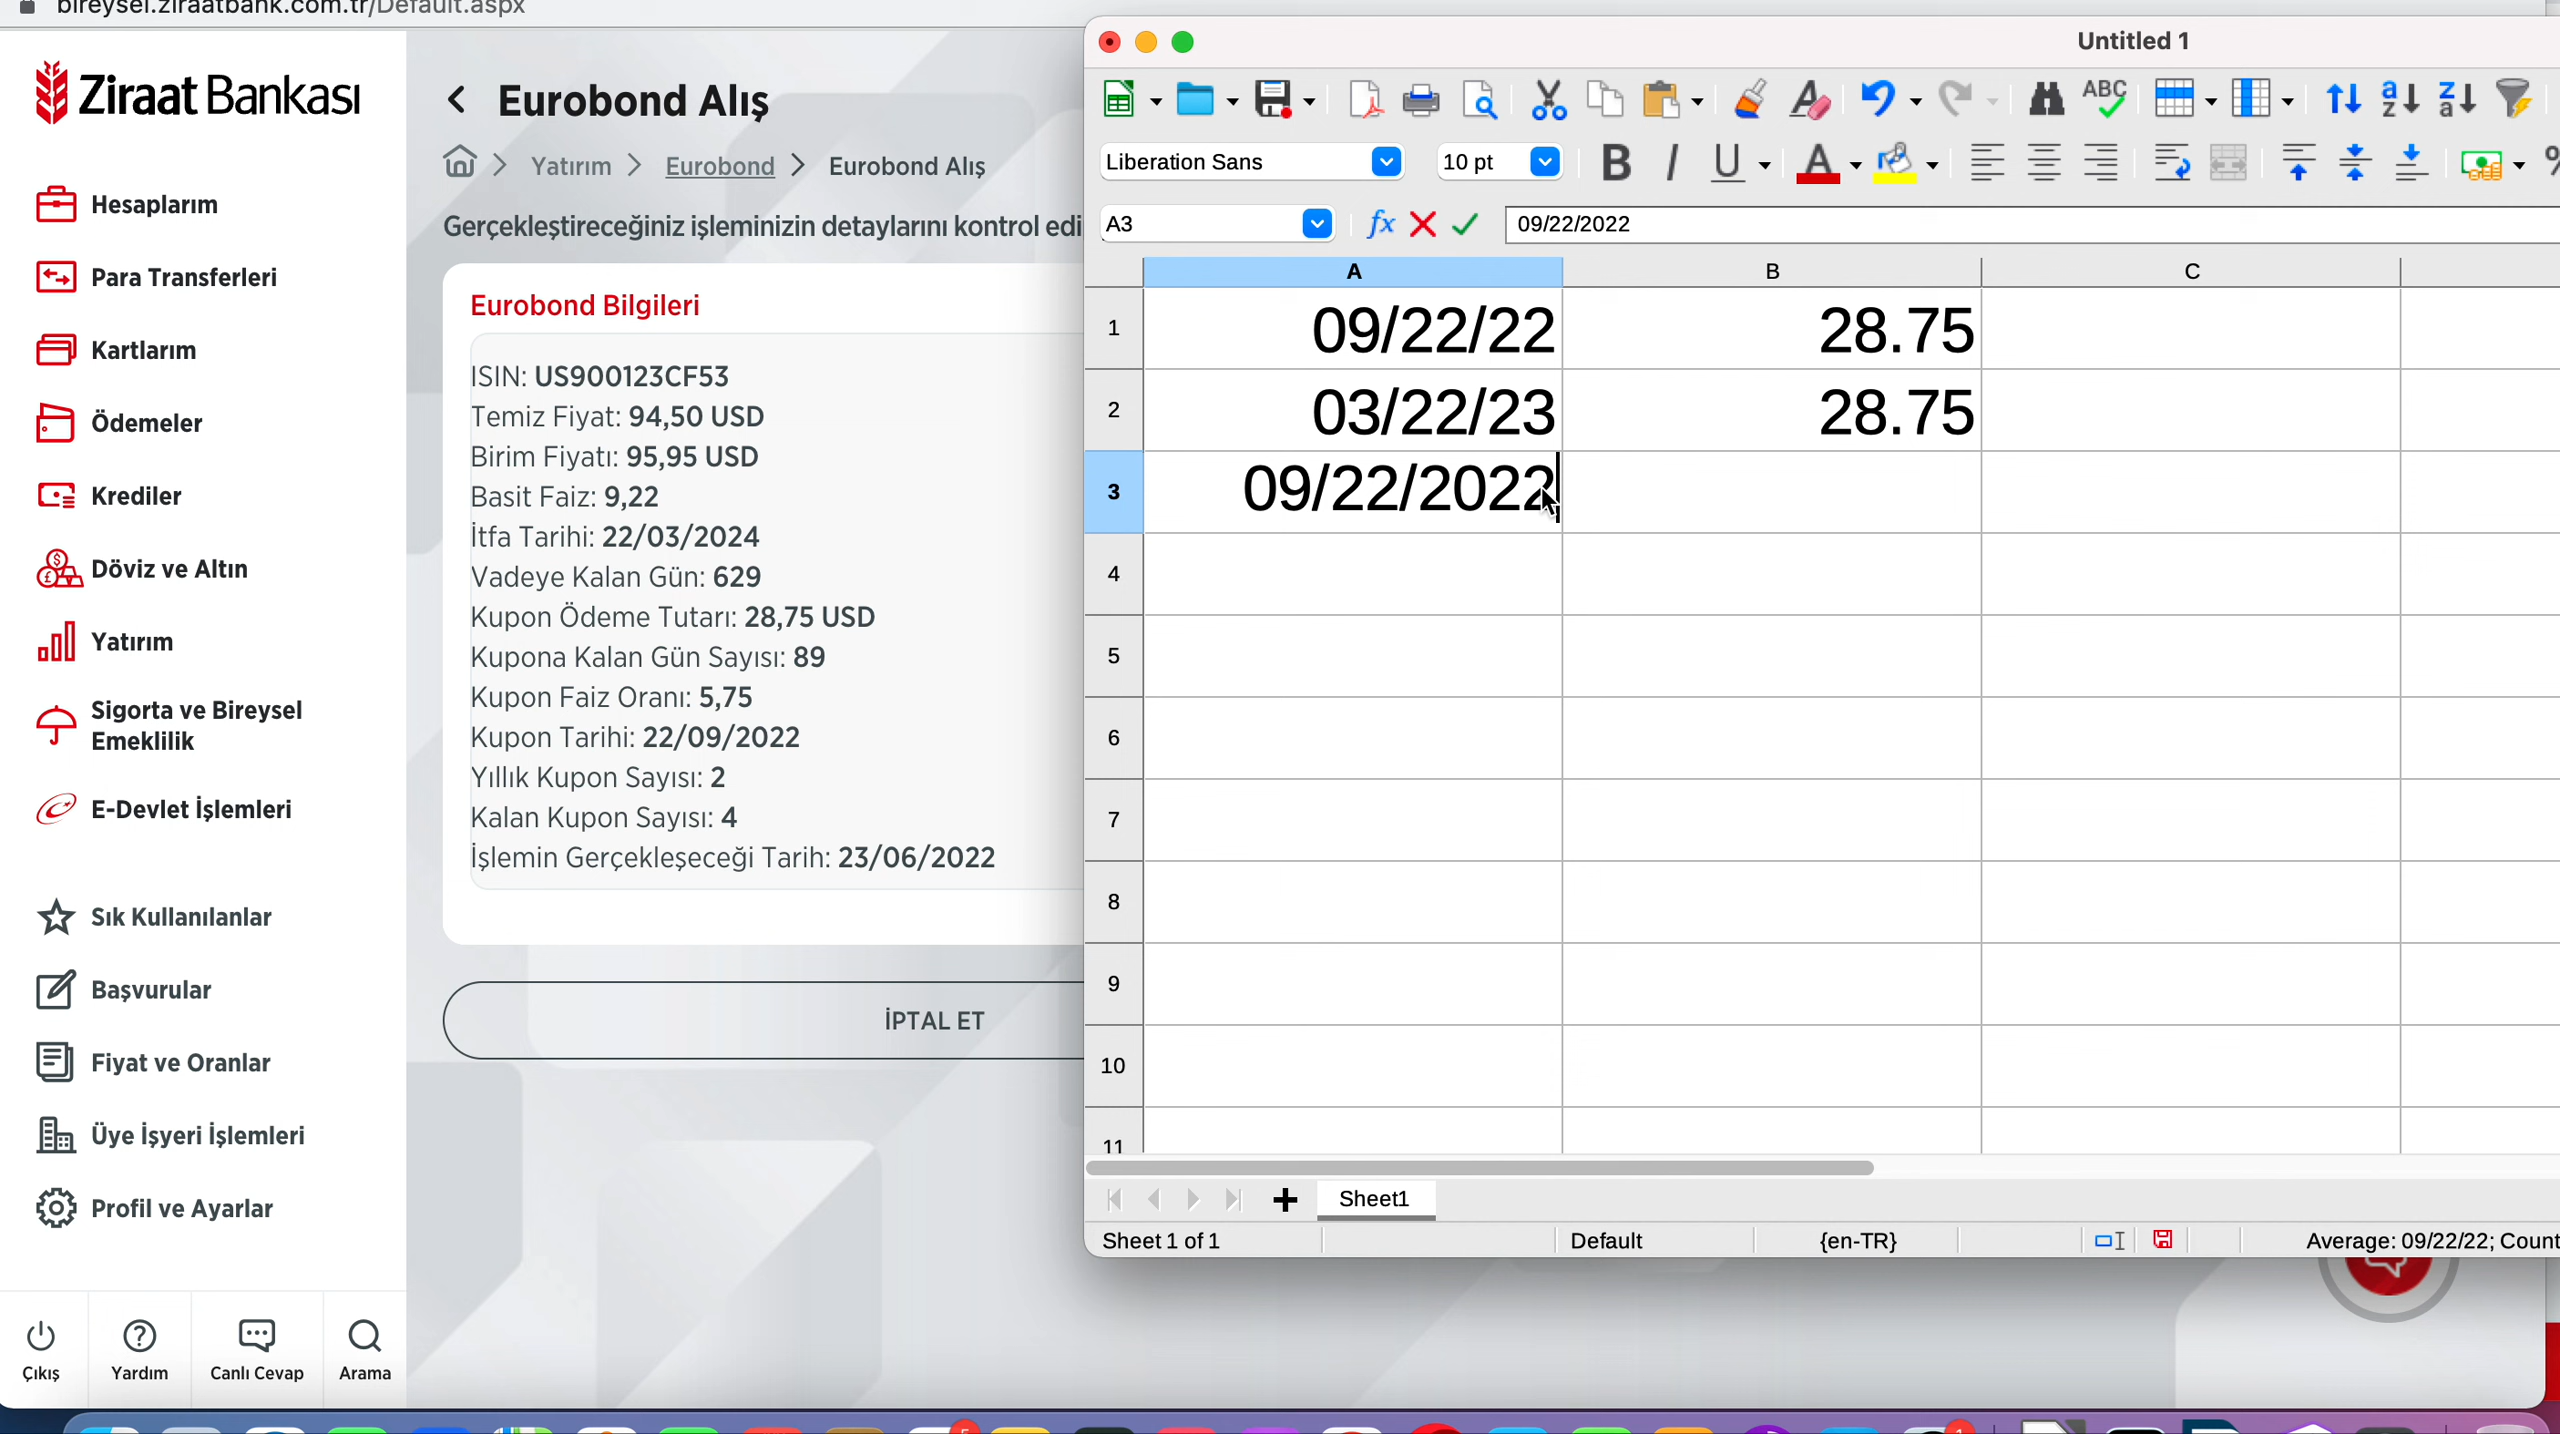 bireysel.ziraatbank.com.tr/Default.aspx
Ziraat Bankası
Hesaplarım
Para Transferleri
Kartlarım
Ödemeler
Krediler
Döviz ve Altın
Yatırım
Sigorta ve Bireysel
Emeklilik
E-Devlet İşlemleri
Sık Kullanılanlar
Başvurular
Fiyat ve Oranlar
Üye İşyeri İşlemleri
Profil ve Ayarlar
Çıkış
Yardım
Canlı Cevap
Arama
Eurobond Alış
Yatırım > Eurobond > Eurobond Alış
Gerçekleştireceğiniz işleminizin detaylarını kontrol edi
Eurobond Bilgileri
ISIN: US900123CF53
Temiz Fiyat: 94,50 USD
Birim Fiyatı: 95,95 USD
Basit Faiz: 9,22
İtfa Tarihi: 22/03/2024
Vadeye Kalan Gün: 629
Kupon Ödeme Tutarı: 28,75 USD
Kupona Kalan Gün Sayısı: 89
Kupon Faiz Oranı: 5,75
Kupon Tarihi: 22/09/2022
Yıllık Kupon Sayısı: 2
Kalan Kupon Sayısı: 4
İşlemin Gerçekleşeceği Tarih: 23/06/2022
İPTAL ET
Untitled 1
Liberation Sans
10 pt
A3
fx
09/22/2022
A B C
1 09/22/22 28.75
2 03/22/23 28.75
3 09/22/2022
4
5
6
7
8
9
10
11
Sheet1
Sheet 1 of 1
Default
{en-TR}
Average: 09/22/22; Count